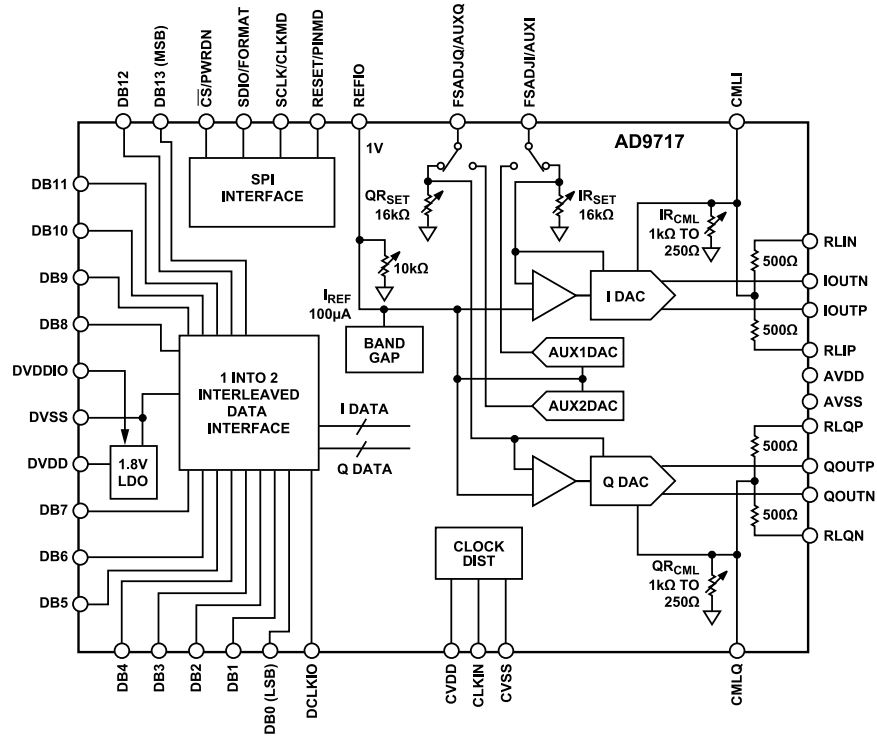 DB12
DB13 (MSB)
CS/PWRDN
SDIO/FORMAT
SCLK/CLKMD
RESET/PINMD
REFIO
FSADJQ/AUXQ
FSADJI/AUXI
CMLI
AD9717
1V
SPI
INTERFACE
DB11
DB10
DB9
DB8
DVDDIO
DVSS
DVDD
DB7
DB6
DB5
QRSET
16kΩ
IRSET
16kΩ
IRCML
1kΩ TO
250Ω
10kΩ
IREF
100µA
BAND
GAP
I DAC
500Ω
500Ω
RLIN
IOUTN
IOUTP
RLIP
AVDD
AVSS
RLQP
QOUTP
QOUTN
RLQN
1 INTO 2
INTERLEAVED
DATA
INTERFACE
I DATA
Q DATA
1.8V
LDO
AUX1DAC
AUX2DAC
Q DAC
500Ω
500Ω
CLOCK
DIST
QRCML
1kΩ TO
250Ω
DB4
DB3
DB2
DB1
DB0 (LSB)
DCLKIO
CVDD
CLKIN
CVSS
CMLQ